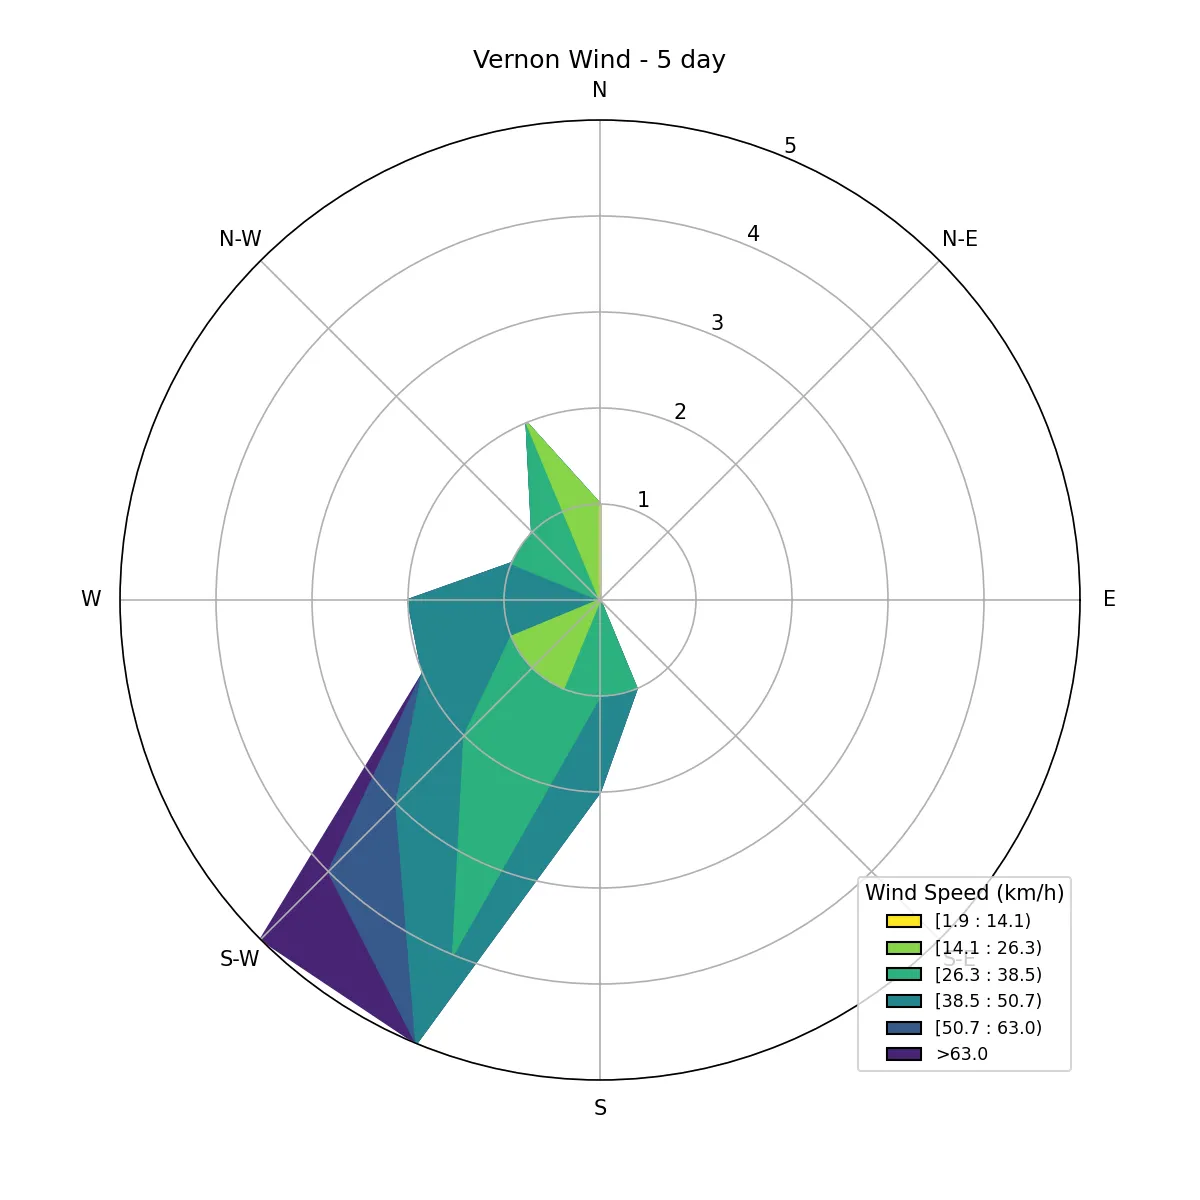 Vernon Wind - 5 day
N
5
N-W
N-E
4
3
2
1
W
E
Wind Speed (km/h)
[1.9 : 14.1)
[14.1 : 26.3)
S-W
S-E
[26.3 : 38.5)
[38.5 : 50.7)
[50.7 : 63.0)
>63.0
S